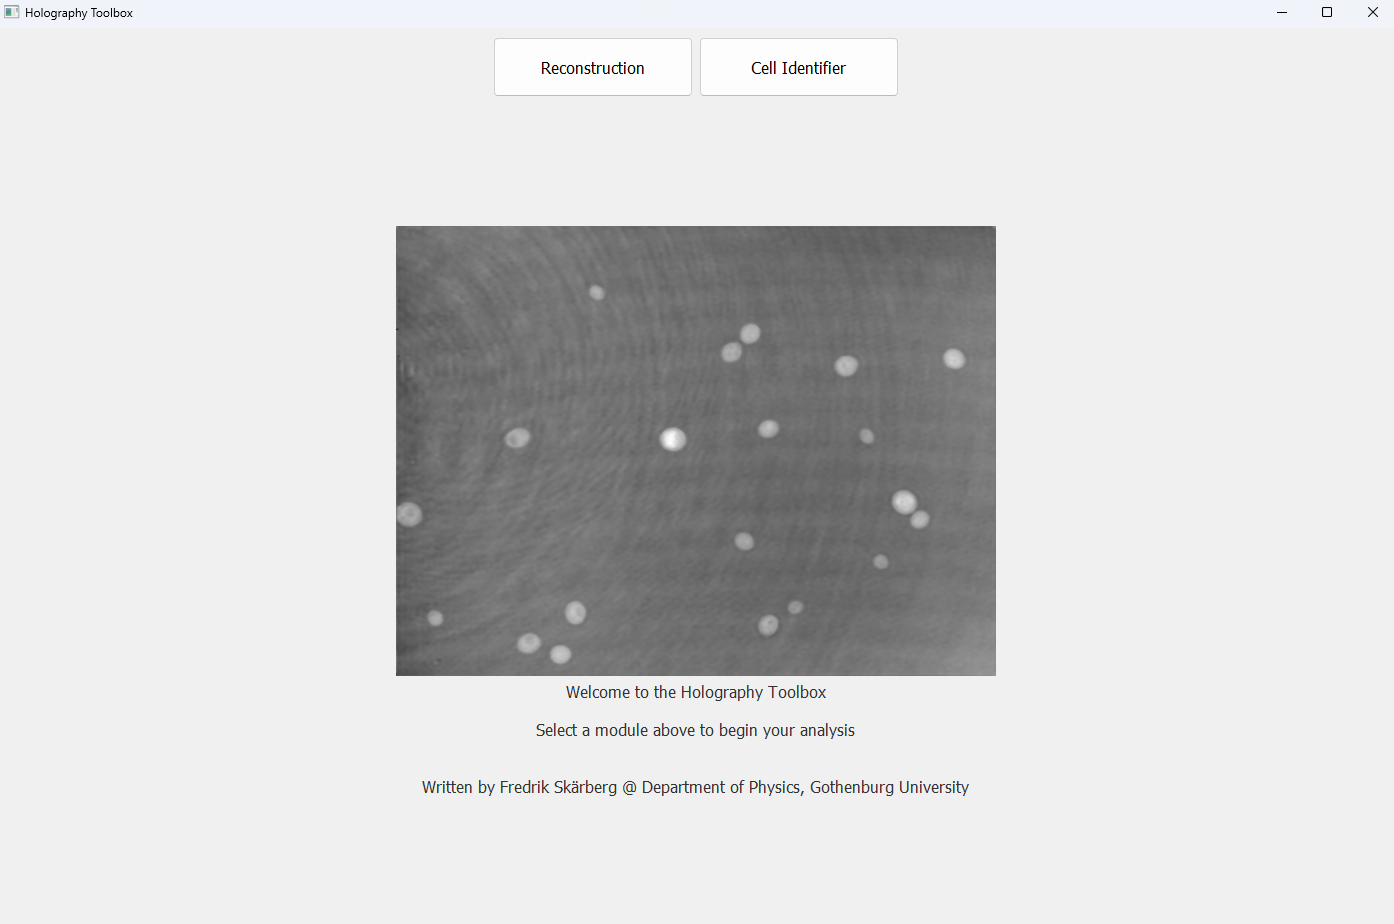 Holography Toolbox
Reconstruction
Cell Identifier
Welcome to the Holography Toolbox
Select a module above to begin your analysis
Written by Fredrik Skärberg @ Department of Physics, Gothenburg University